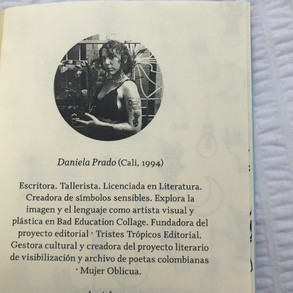 Daniela Prado (Cali, 1994)
Escritora. Tallerista. Licenciada en Literatura.
Creadora de símbolos sensibles. Explora la
imagen y el lenguaje como artista visual y
plástica en Bad Education Collage. Fundadora del
proyecto editorial · Tristes Trópicos Editorial.
Gestora cultural y creadora del proyecto literario
de visibilización y archivo de poetas colombianas
· Mujer Oblicua.